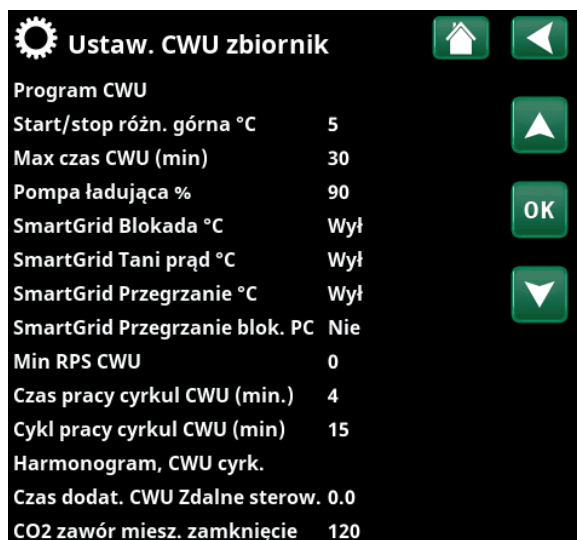 Ustaw. CWU zbiornik
Program CWU
Start/stop różn. górna °C 5
Max czas CWU (min) 30
Pompa ładująca % 90
OK
SmartGrid Blokada °C Wył
SmartGrid Tani prąd °C Wył
SmartGrid Przegrzanie °C Wył
SmartGrid Przegrzanie blok. PC Nie
Min RPS CWU 0
Czas pracy cyrkul CWU (min.) 4
Cykl pracy cyrkul CWU (min) 15
Harmonogram, CWU cyrk.
Czas dodat. CWU Zdalne sterow. 0.0
CO2 zawór miesz. zamknięcie 120